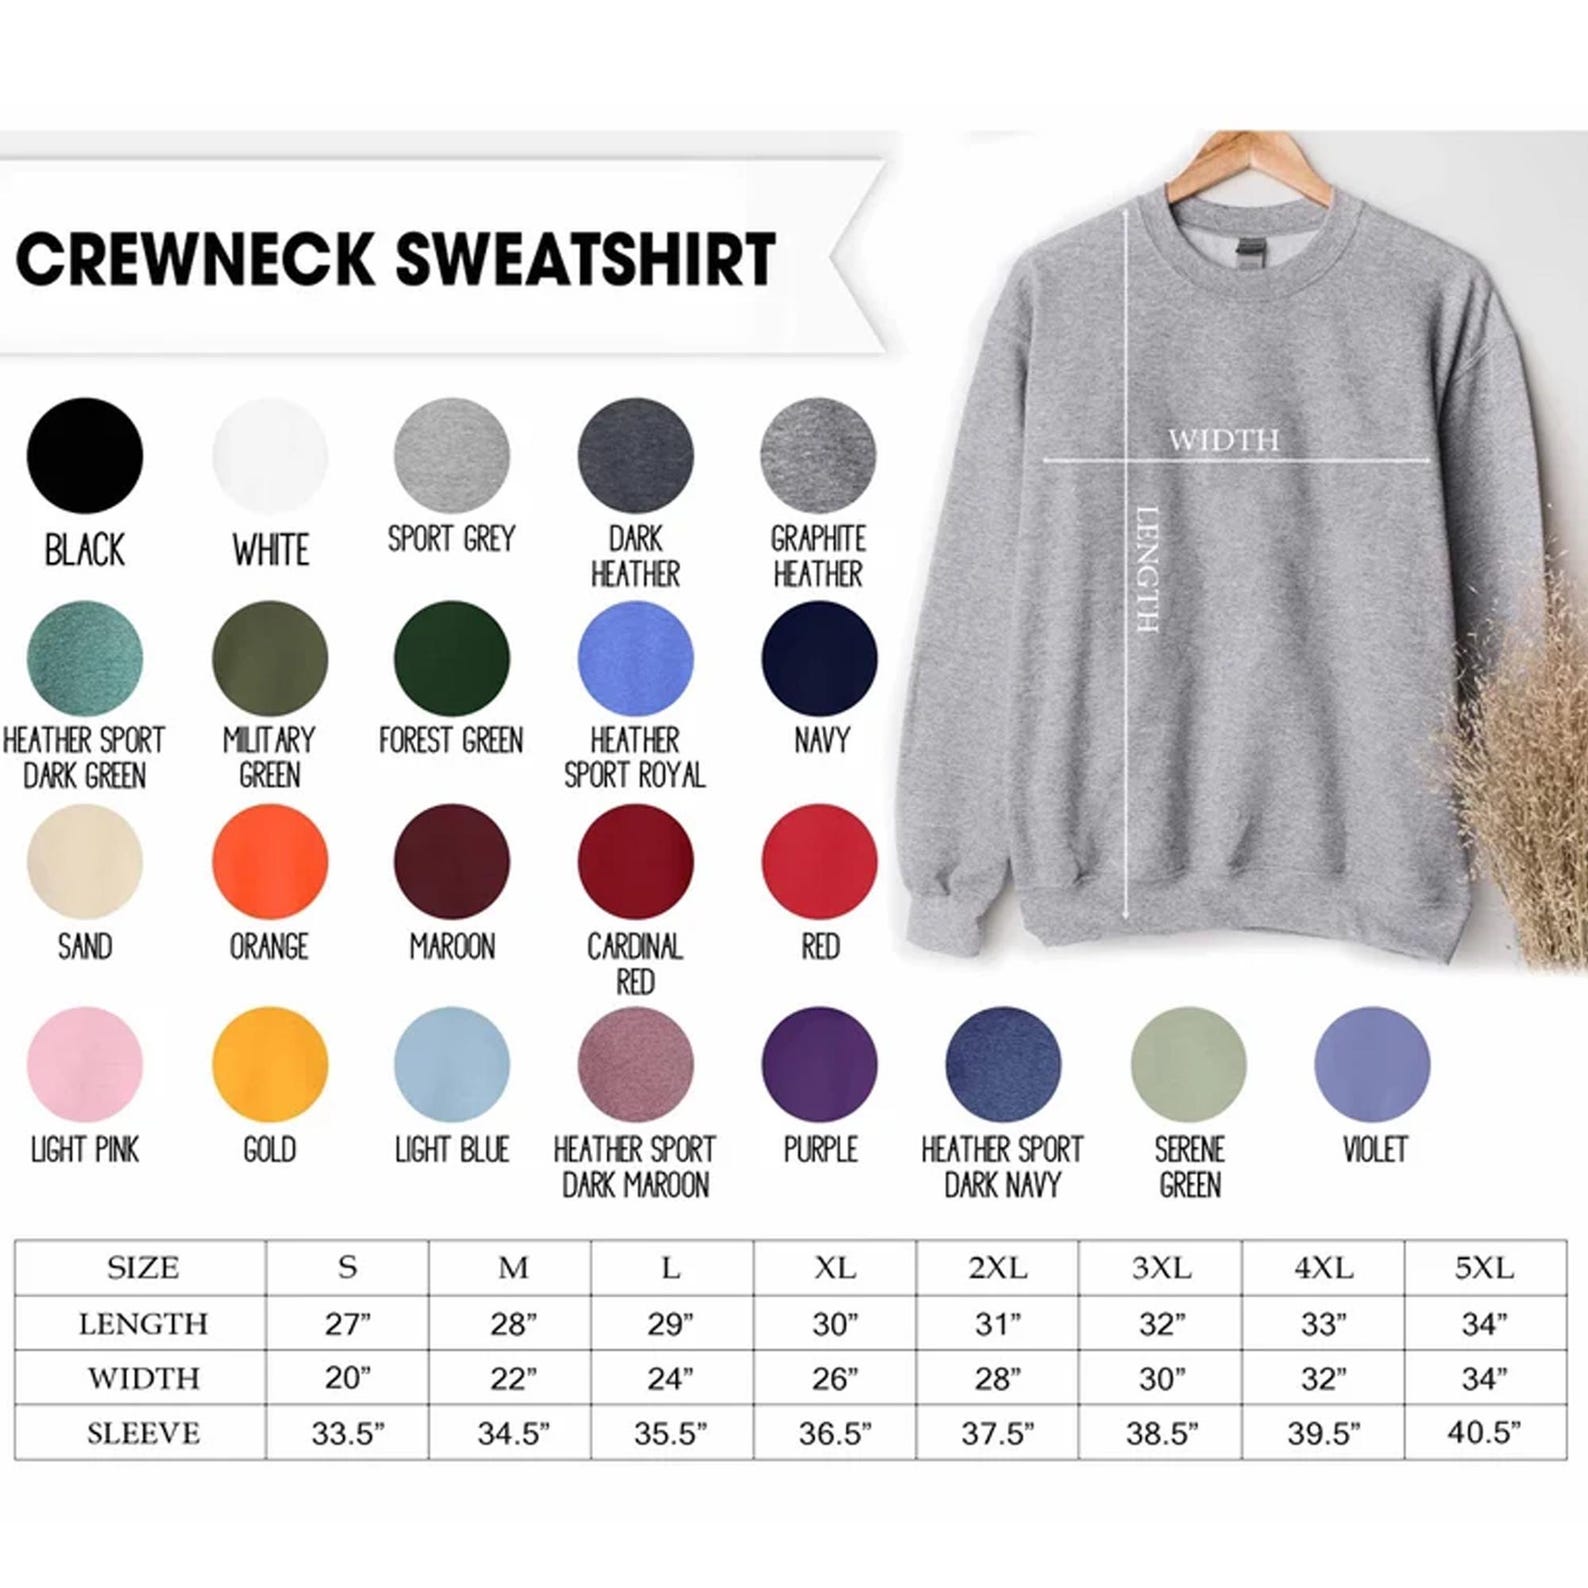 CREWNECK SWEATSHIRT
WIDTH
LENGTH
BLACK
WHITE
SPORT GREY
DARK
HEATHER
GRAPHITE
HEATHER
HEATHER SPORT
DARK GREEN
MILITARY
GREEN
FOREST GREEN
HEATHER
SPORT ROYAL
NAVY
SAND
ORANGE
MAROON
CARDINAL
RED
RED
LIGHT PINK
GOLD
LIGHT BLUE
HEATHER SPORT
DARK MAROON
PURPLE
HEATHER SPORT
DARK NAVY
SERENE
GREEN
VIOLET
SIZE S M L XL 2XL 3XL 4XL 5XL
LENGTH 27” 28” 29” 30” 31” 32” 33” 34”
WIDTH 20” 22” 24” 26” 28” 30” 32” 34”
SLEEVE 33.5” 34.5” 35.5” 36.5” 37.5” 38.5” 39.5” 40.5”